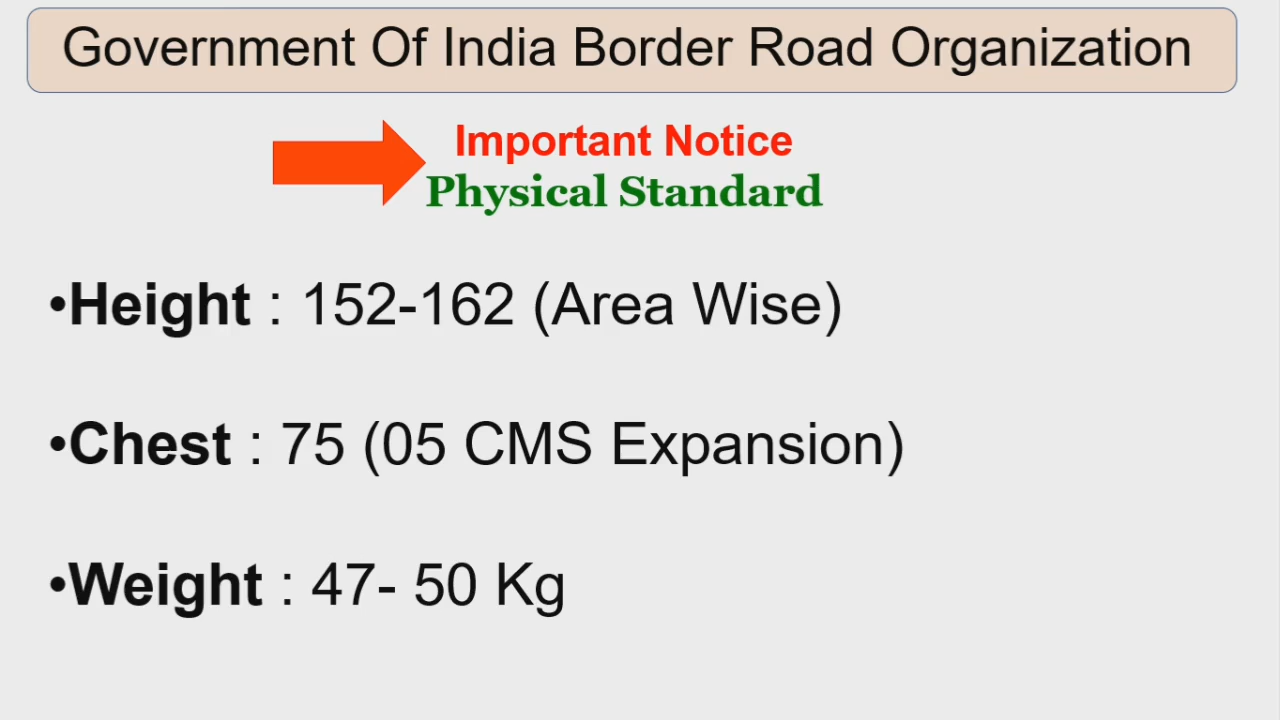 Government Of India Border Road Organization
Important Notice
Physical Standard
•Height : 152-162 (Area Wise)
•Chest : 75 (05 CMS Expansion)
•Weight : 47- 50 Kg